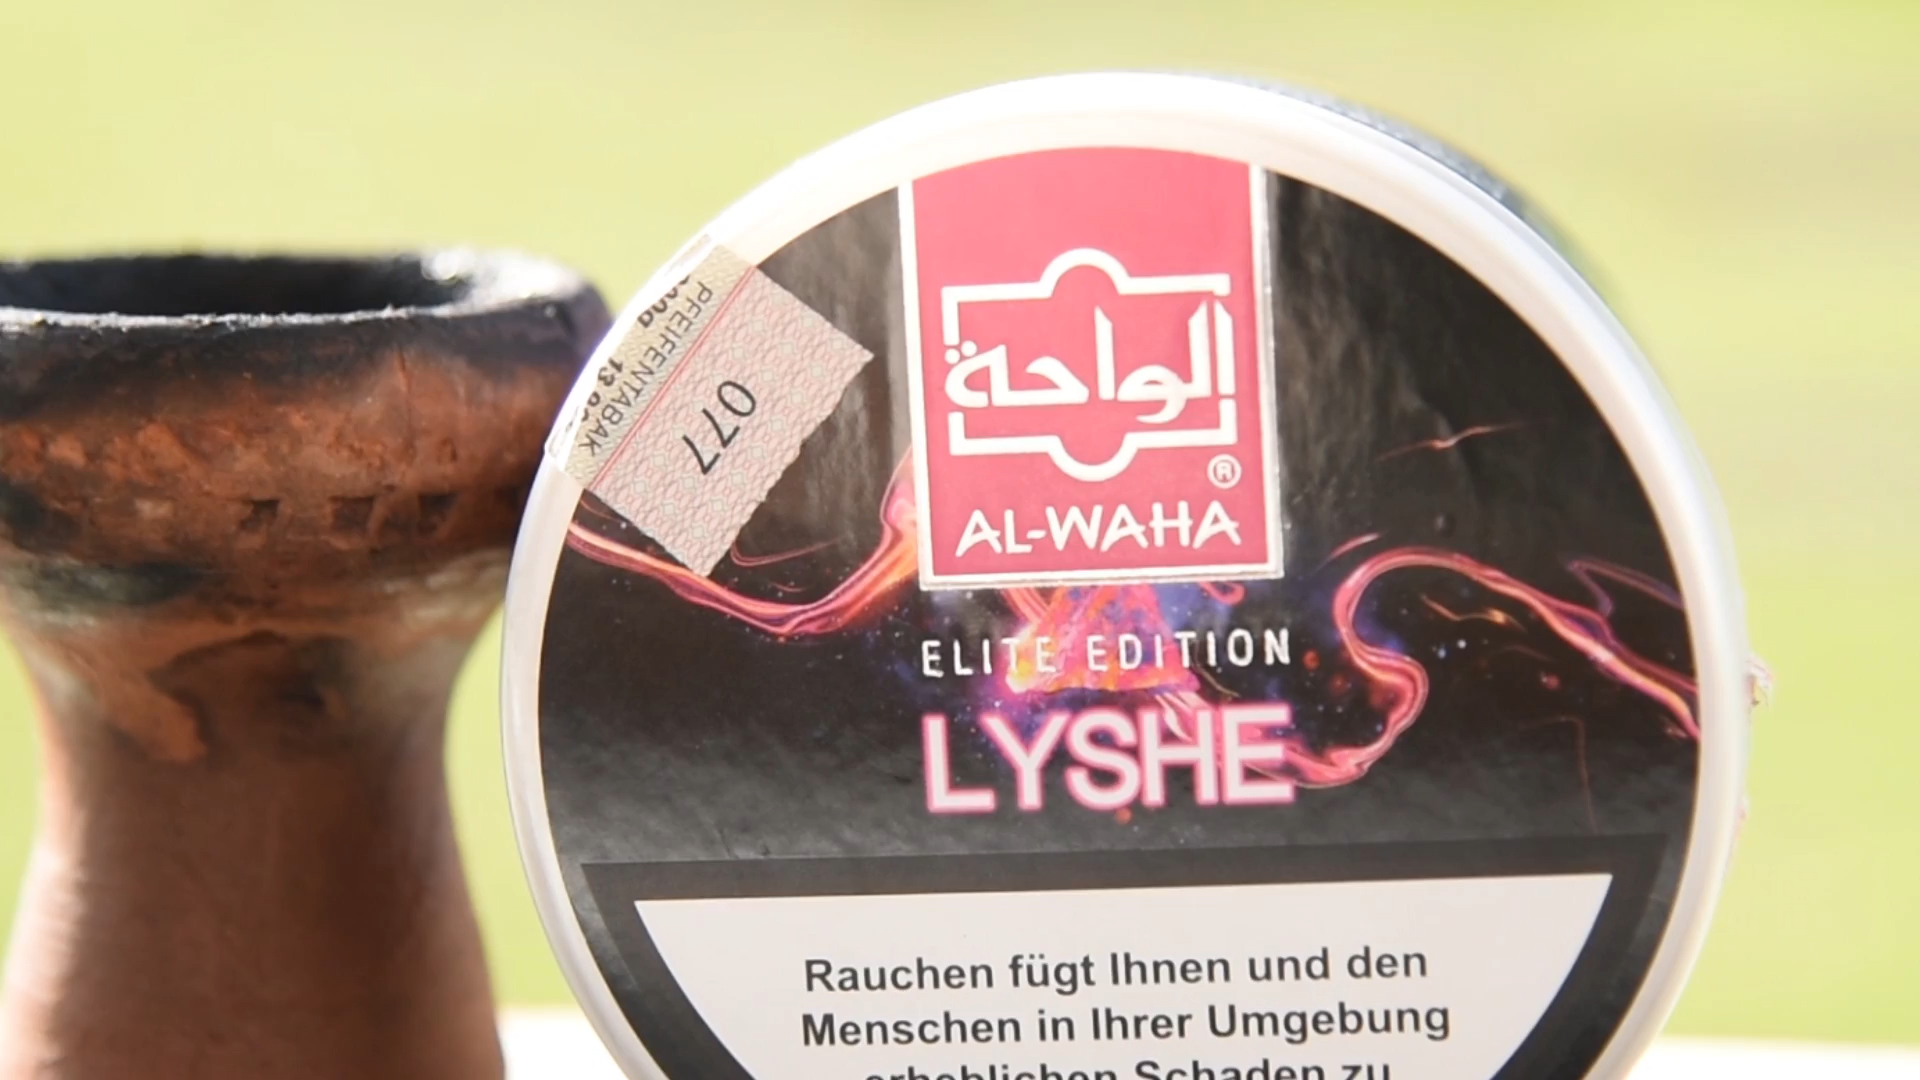 الواحة
®
AL-WAHA
ELITE EDITION
LYSHE
PFEIFENTABAK
077
Rauchen fügt Ihnen und den
Menschen in Ihrer Umgebung
erheblichen Schaden zu